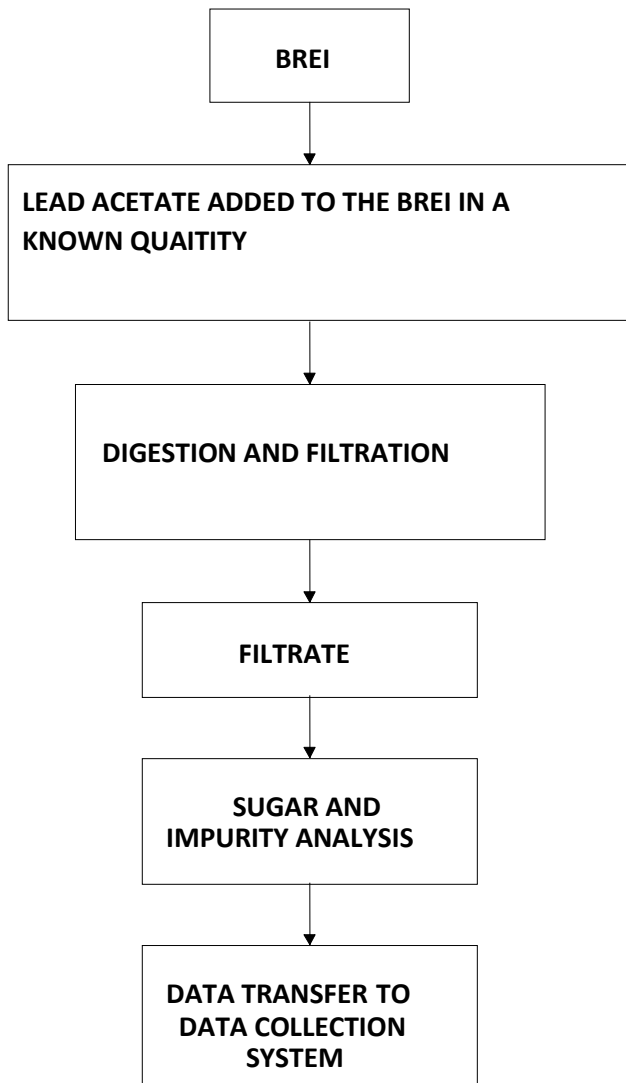 BREI
LEAD ACETATE ADDED TO THE BREI IN A
KNOWN QUAITITY
DIGESTION AND FILTRATION
FILTRATE
SUGAR AND
IMPURITY ANALYSIS
DATA TRANSFER TO
DATA COLLECTION
SYSTEM